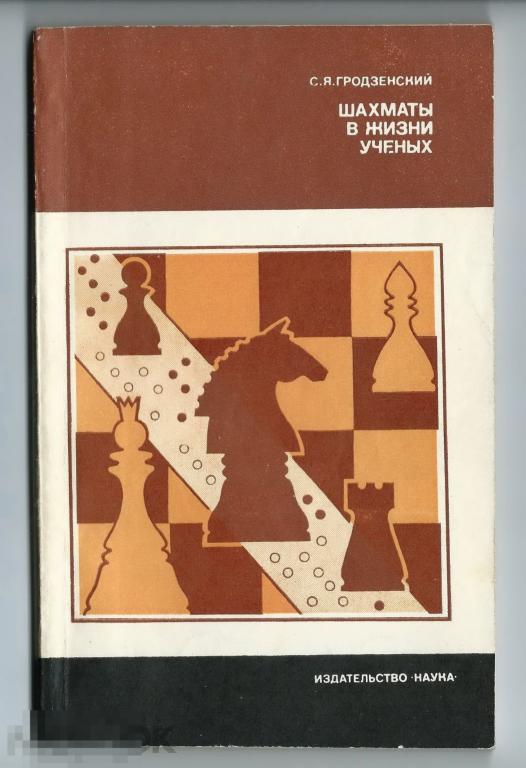 С.Я.ГРОДЗЕНСКИЙ
ШАХМАТЫ
В ЖИЗНИ
УЧЕНЫХ
ИЗДАТЕЛЬСТВО ·НАУКА·